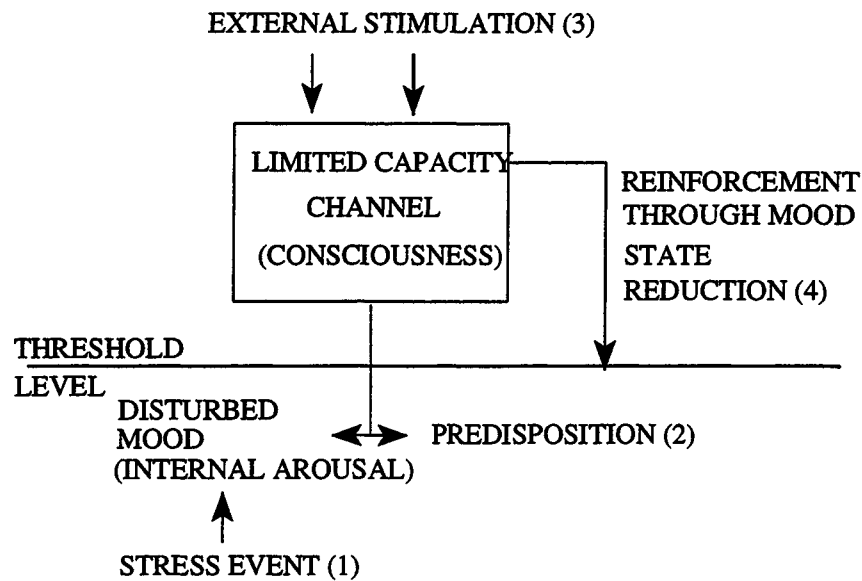 EXTERNAL STIMULATION (3)
LIMITED CAPACITY
CHANNEL
(CONSCIOUSNESS)
REINFORCEMENT
THROUGH MOOD
STATE
REDUCTION (4)
THRESHOLD
LEVEL
DISTURBED
MOOD
(INTERNAL AROUSAL)
PREDISPOSITION (2)
STRESS EVENT (1)